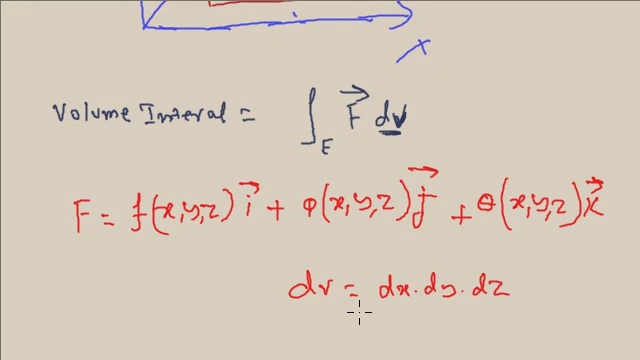 x
Volume Interal = ∫_E F⃗ dv
F = f(x,y,z) i⃗ + φ(x,y,z) j⃗ + θ(x,y,z) k⃗
dv = dx.dy.dz